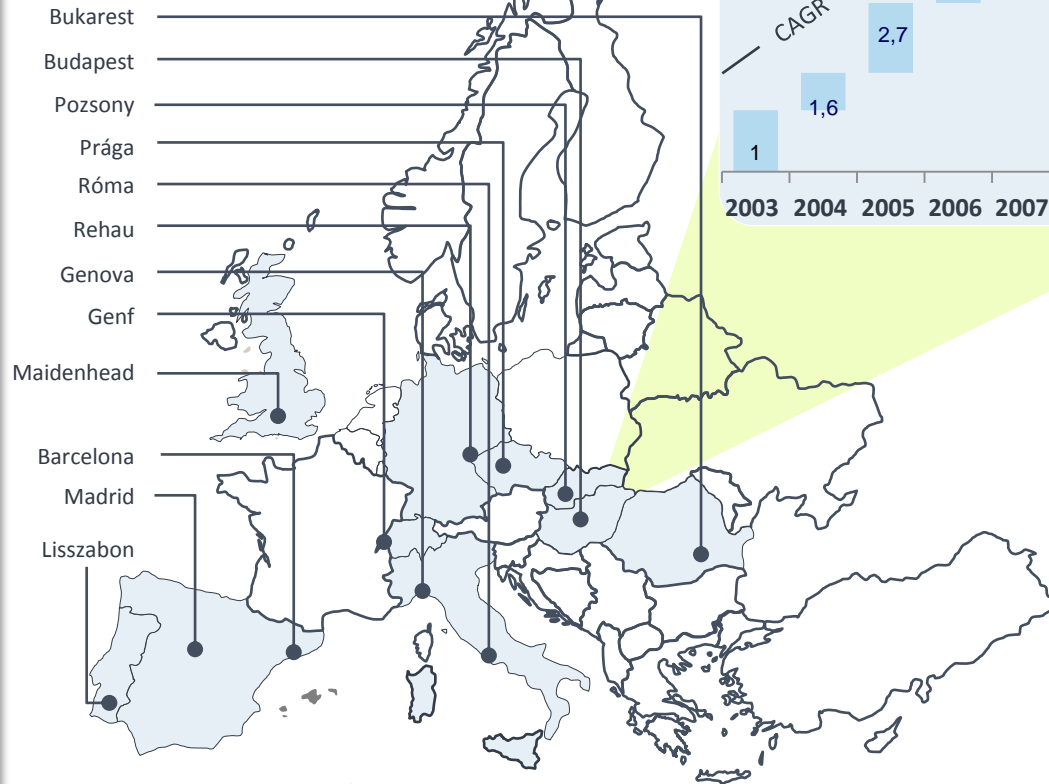 Bukarest
Budapest
Pozsony
Prága
Róma
Rehau
Genova
Genf
Maidenhead
Barcelona
Madrid
Lisszabon
CAGR
2,7
1,6
1
2003 2004 2005 2006 2007